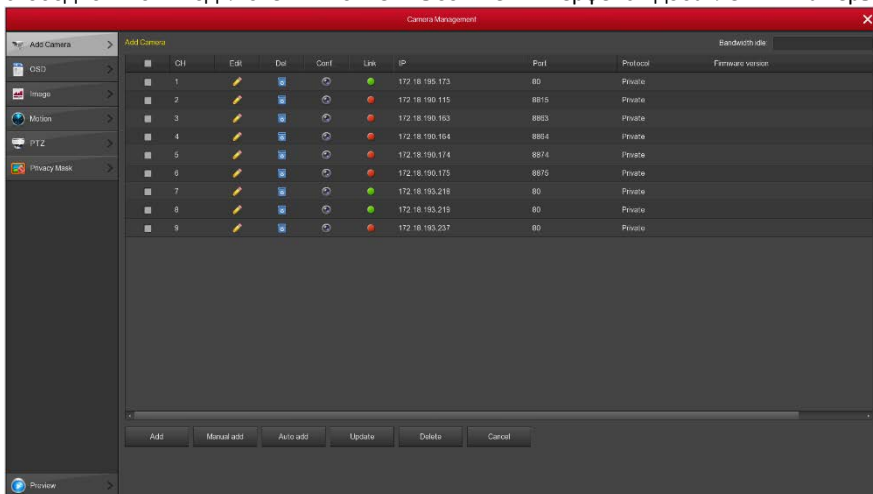 Camera Management
Add Camera
Add Camera
Bandwidth idle:
CH Edit Del Conf. Link IP Port Protocol Firmware version
OSD
1 172.18.195.173 80 Private
Image
2 172.18.190.115 8815 Private
Motion
3 172.18.190.163 8863 Private
PTZ
4 172.18.190.164 8864 Private
5 172.18.190.174 8874 Private
Privacy Mask
6 172.18.190.175 8875 Private
7 172.18.193.218 80 Private
8 172.18.193.219 80 Private
9 172.18.193.237 80 Private
Add Manual add Auto add Update Delete Cancel
Preview